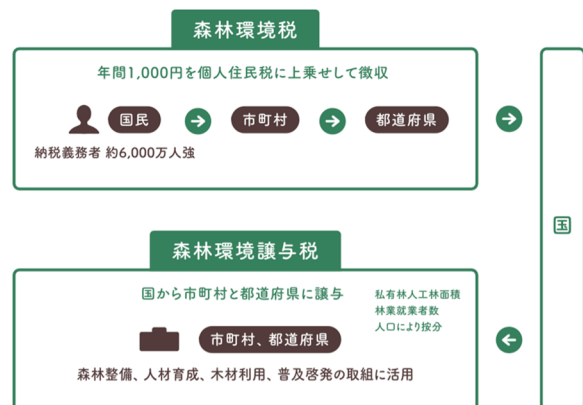 森林環境税
年間1,000円を個人住民税に上乗せして徴収
国民
市町村
都道府県
納税義務者 約6,000万人強
国
森林環境譲与税
国から市町村と都道府県に譲与
私有林人工林面積
林業就業者数
人口により按分
市町村、都道府県
森林整備、人材育成、木材利用、普及啓発の取組に活用